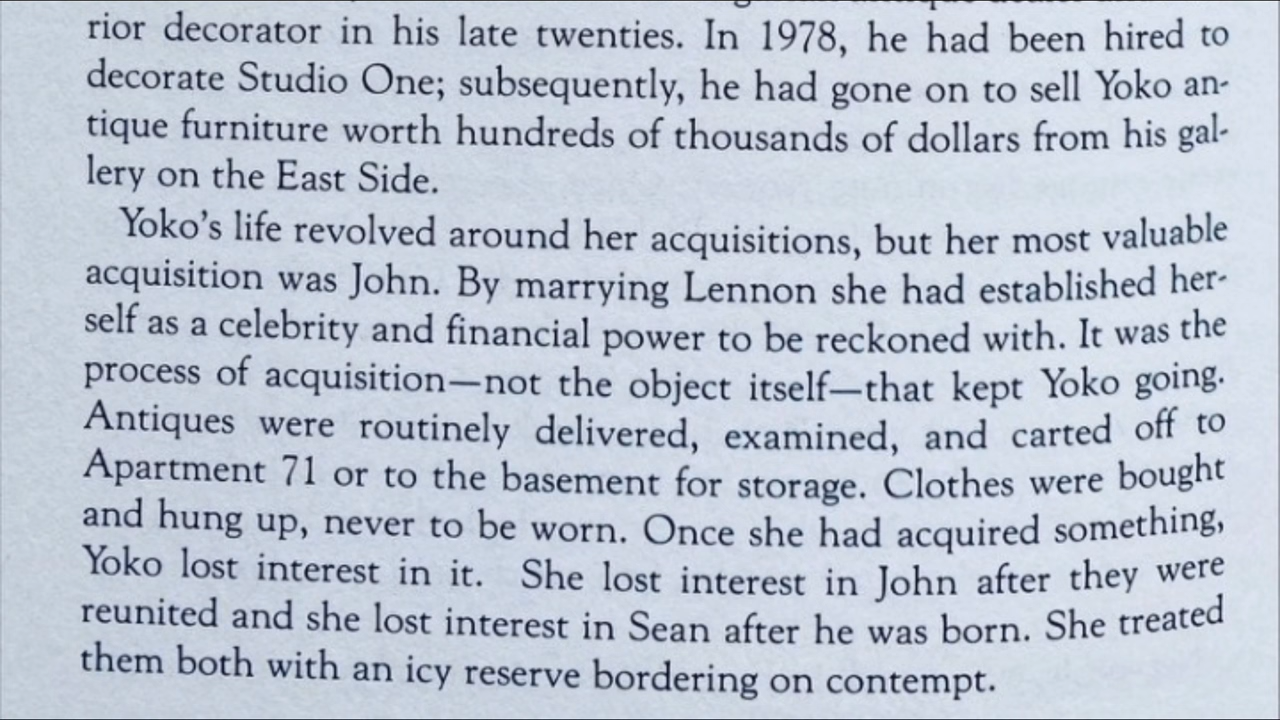 rior decorator in his late twenties. In 1978, he had been hired to
decorate Studio One; subsequently, he had gone on to sell Yoko an-
tique furniture worth hundreds of thousands of dollars from his gal-
lery on the East Side.
Yoko's life revolved around her acquisitions, but her most valuable
acquisition was John. By marrying Lennon she had established her-
self as a celebrity and financial power to be reckoned with. It was the
process of acquisition—not the object itself—that kept Yoko going.
Antiques were routinely delivered, examined, and carted off to
Apartment 71 or to the basement for storage. Clothes were bought
and hung up, never to be worn. Once she had acquired something,
Yoko lost interest in it. She lost interest in John after they were
reunited and she lost interest in Sean after he was born. She treated
them both with an icy reserve bordering on contempt.